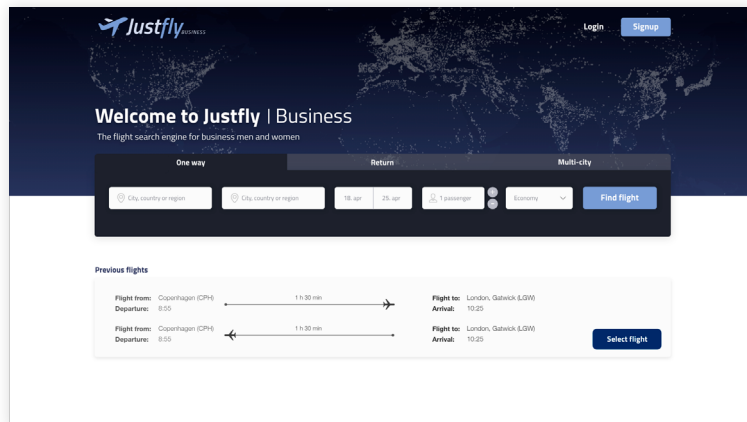 Justfly BUSINESS
Login
Signup
Welcome to Justfly | Business
The flight search engine for business men and women
One way
Return
Multi-city
City, country or region
City, country or region
18. apr
25. apr
1 passenger
+
−
Economy
Find flight
Previous flights
Flight from: Copenhagen (CPH)
1 h 30 min
Flight to: London, Gatwick (LGW)
Departure: 8:55
Arrival: 10:25
Flight from: Copenhagen (CPH)
1 h 30 min
Flight to: London, Gatwick (LGW)
Departure: 8:55
Arrival: 10:25
Select flight